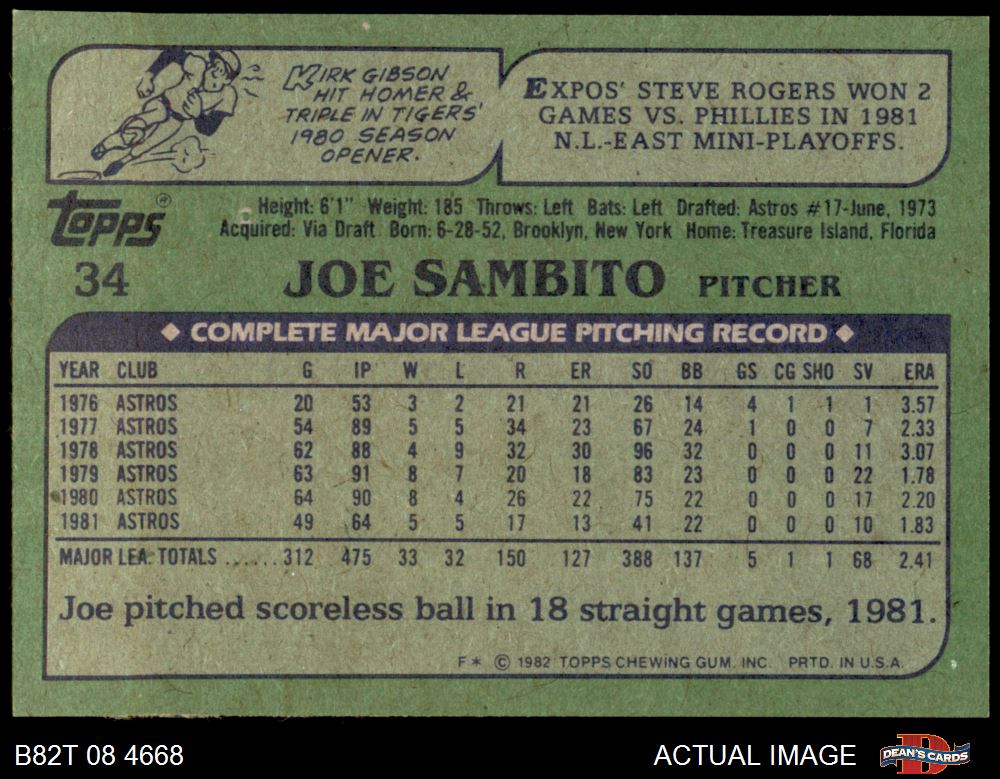 KIRK GIBSON
HIT HOMER &
TRIPLE IN TIGERS'
1980 SEASON
OPENER.
EXPOS' STEVE ROGERS WON 2
GAMES VS. PHILLIES IN 1981
N.L.-EAST MINI-PLAYOFFS.
Topps®
Height: 6'1" Weight: 185 Throws: Left Bats: Left Drafted: Astros #17-June, 1973
Acquired: Via Draft Born: 6-28-52, Brooklyn, New York Home: Treasure Island, Florida
34 JOE SAMBITO PITCHER
◆ COMPLETE MAJOR LEAGUE PITCHING RECORD ◆
YEAR CLUB G IP W L R ER SO BB GS CG SHO SV ERA
1976 ASTROS 20 53 3 2 21 21 26 14 4 1 1 1 3.57
1977 ASTROS 54 89 5 5 34 23 67 24 1 0 0 7 2.33
1978 ASTROS 62 88 4 9 32 30 96 32 0 0 0 11 3.07
1979 ASTROS 63 91 8 7 20 18 83 23 0 0 0 22 1.78
1980 ASTROS 64 90 8 4 26 22 75 22 0 0 0 17 2.20
1981 ASTROS 49 64 5 5 17 13 41 22 0 0 0 10 1.83
MAJOR LEA. TOTALS ...... 312 475 33 32 150 127 388 137 5 1 1 68 2.41
Joe pitched scoreless ball in 18 straight games, 1981.
F* © 1982 TOPPS CHEWING GUM. INC. PRTD. IN U.S.A.
B82T 08 4668 ACTUAL IMAGE DEAN'S CARDS